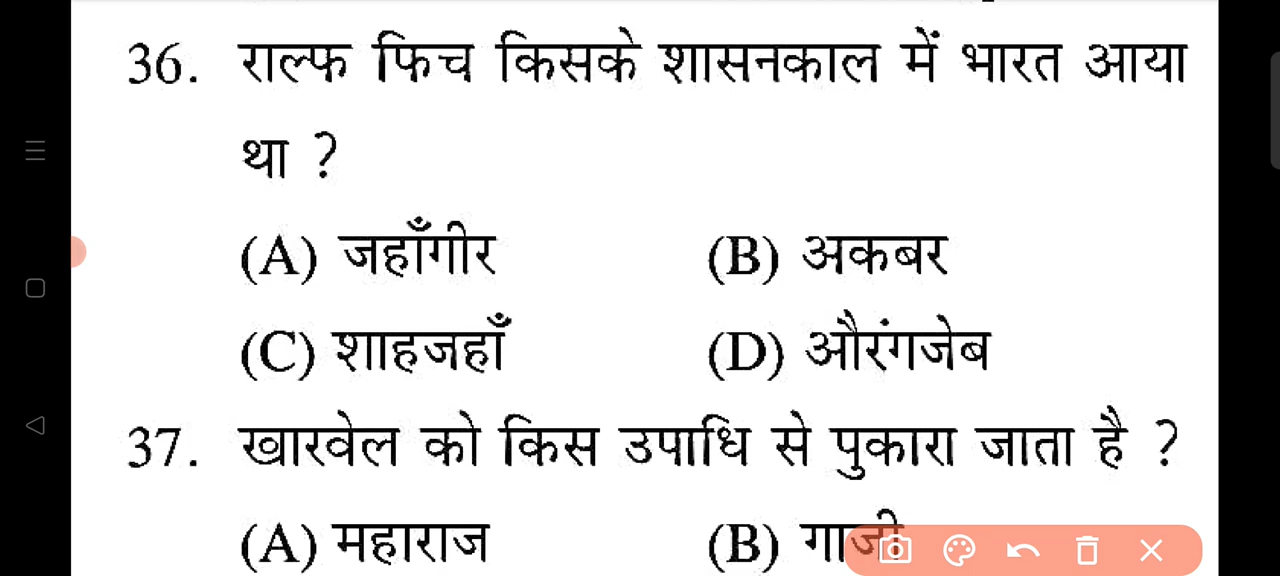 36. राल्फ फिच किसके शासनकाल में भारत आया
था ?
(A) जहाँगीर (B) अकबर
(C) शाहजहाँ (D) औरंगजेब
37. खारवेल को किस उपाधि से पुकारा जाता है ?
(A) महाराज (B) गाजी